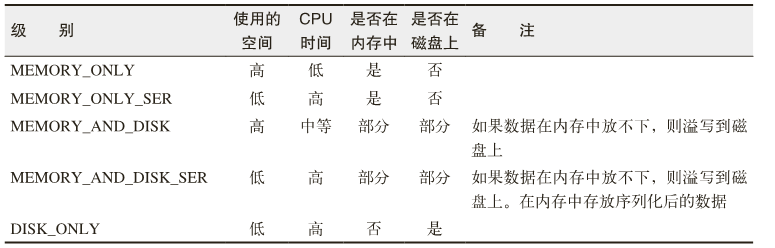 级别 使用的空间 CPU时间 是否在内存中 是否在磁盘上 备注
MEMORY_ONLY 高 低 是 否
MEMORY_ONLY_SER 低 高 是 否
MEMORY_AND_DISK 高 中等 部分 部分 如果数据在内存中放不下，则溢写到磁
盘上
MEMORY_AND_DISK_SER 低 高 部分 部分 如果数据在内存中放不下，则溢写到磁
盘上。在内存中存放序列化后的数据
DISK_ONLY 低 高 否 是